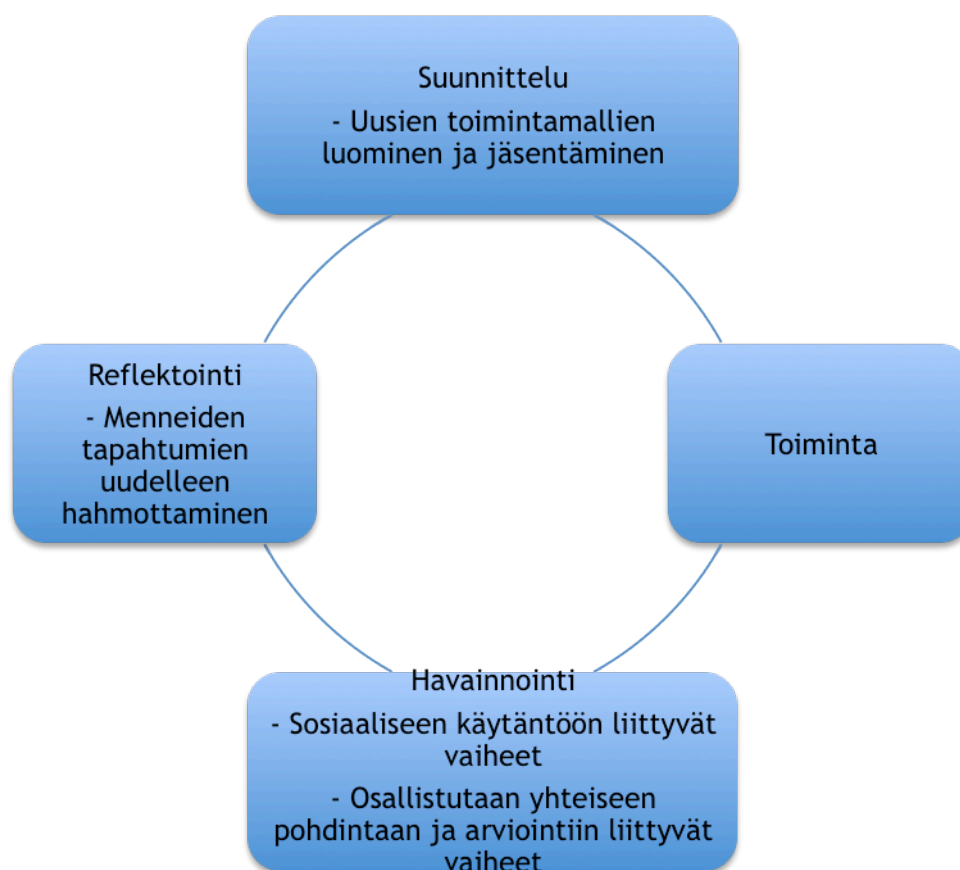 Suunnittelu
- Uusien toimintamallien
luominen ja jäsentäminen
Reflektointi
- Menneiden
tapahtumien
uudelleen
hahmottaminen
Toiminta
Havainnointi
- Sosiaaliseen käytäntöön liittyvät
vaiheet
- Osallistutaan yhteiseen
pohdintaan ja arviointiin liittyvät
vaiheet